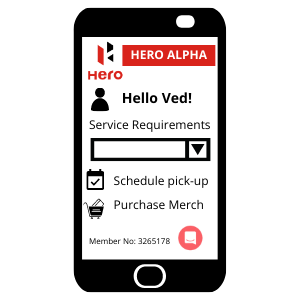 HERO ALPHA
Hero
Hello Ved!
Service Requirements
Schedule pick-up
Purchase Merch
Member No: 3265178